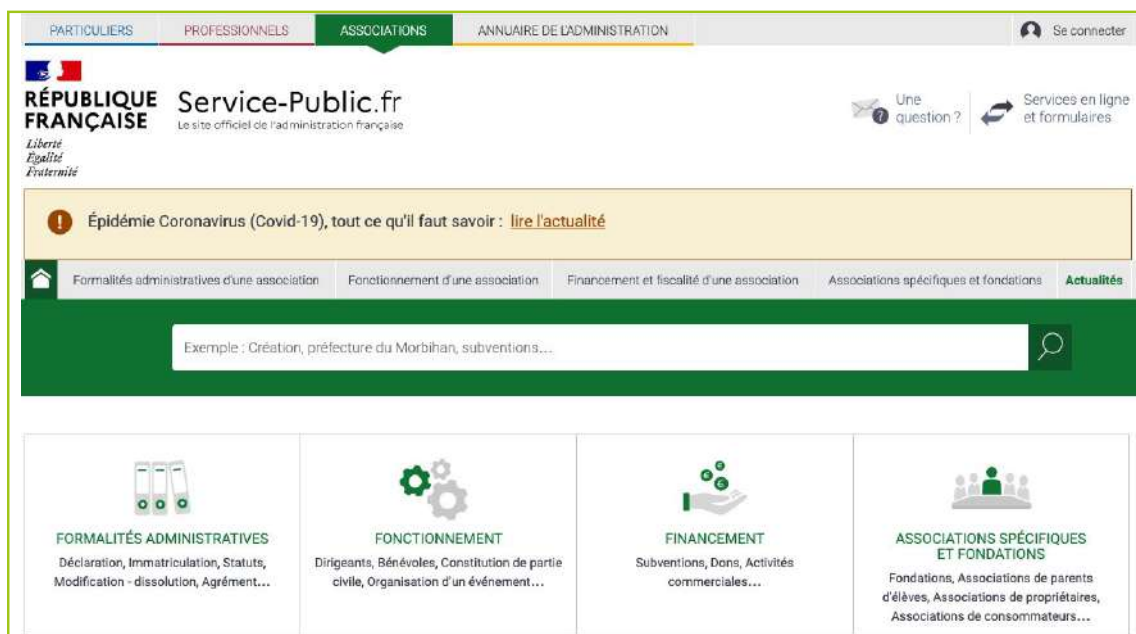 PARTICULIERS PROFESSIONNELS ASSOCIATIONS ANNUAIRE DE L'ADMINISTRATION Se connecter
RÉPUBLIQUE
FRANÇAISE
Liberté
Égalité
Fraternité
Service-Public.fr
Le site officiel de l'administration française
Une
question ?
Services en ligne
et formulaires
Épidémie Coronavirus (Covid-19), tout ce qu'il faut savoir : lire l'actualité
Formalités administratives d'une association Fonctionnement d'une association Financement et fiscalité d'une association Associations spécifiques et fondations Actualités
Exemple : Création, préfecture du Morbihan, subventions...
FORMALITÉS ADMINISTRATIVES
Déclaration, Immatriculation, Statuts,
Modification - dissolution, Agrément...
FONCTIONNEMENT
Dirigeants, Bénévoles, Constitution de partie
civile, Organisation d'un événement...
FINANCEMENT
Subventions, Dons, Activités
commerciales...
ASSOCIATIONS SPÉCIFIQUES
ET FONDATIONS
Fondations, Associations de parents
d'élèves, Associations de propriétaires,
Associations de consommateurs...